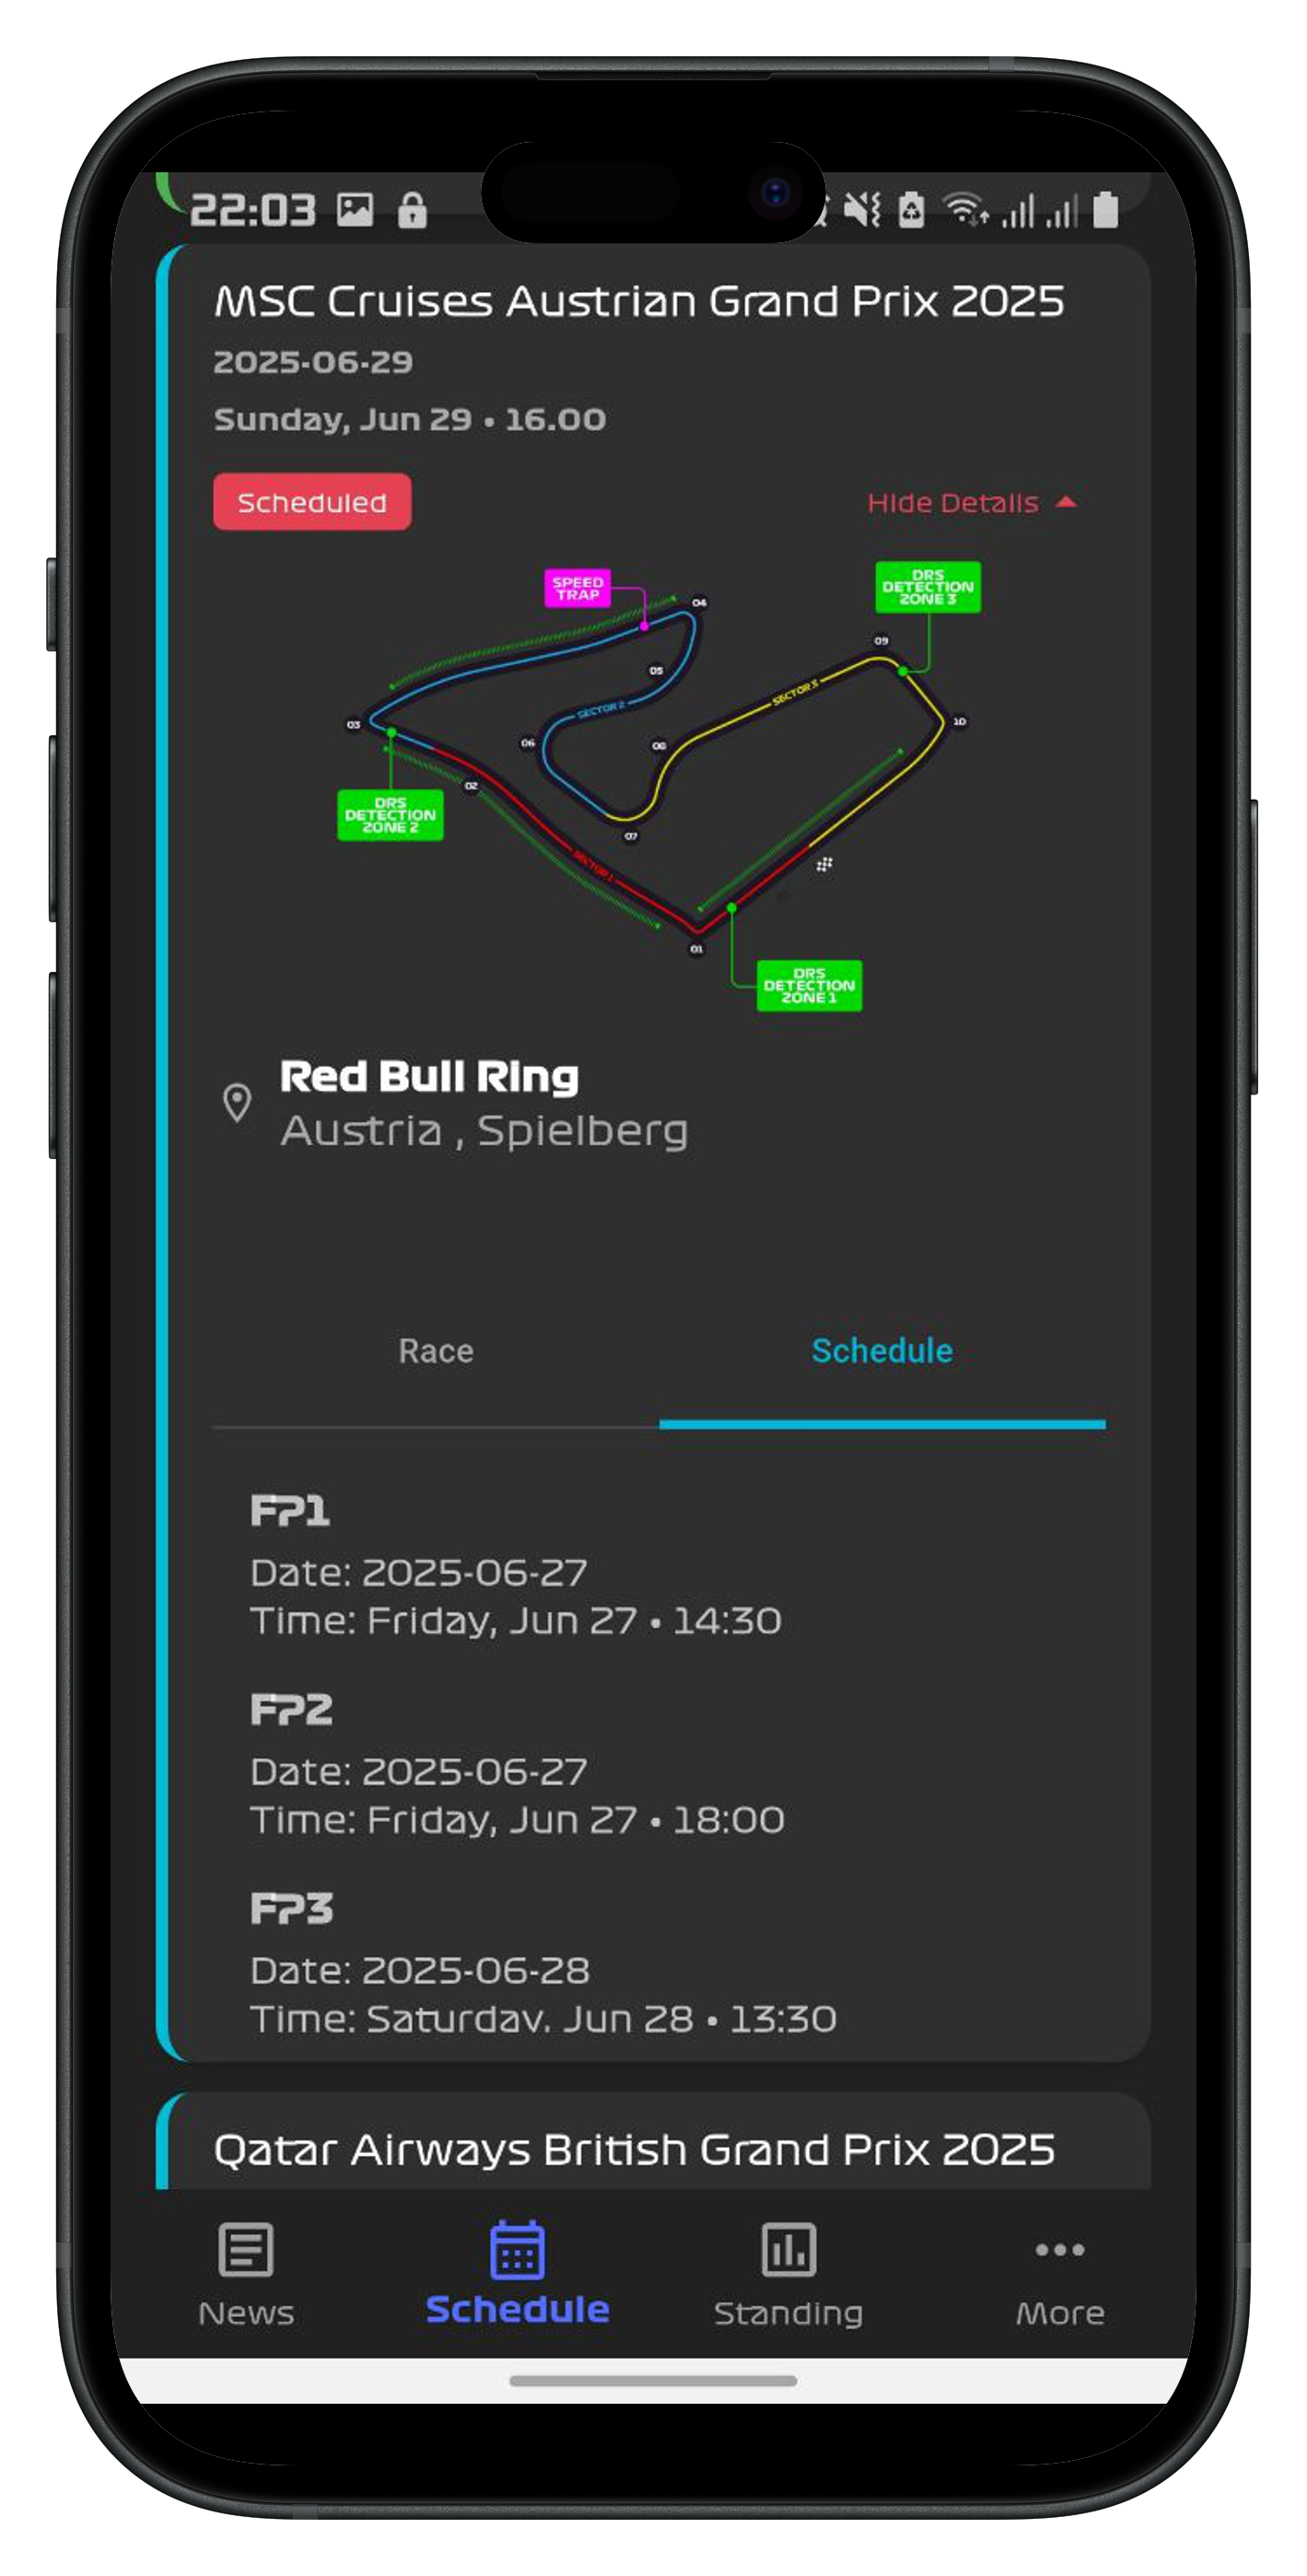 22:03
MSC Cruises Austrian Grand Prix 2025
2025-06-29
Sunday, Jun 29 • 16.00
Scheduled
Hide Details
SPEED
TRAP
DRS
DETECTION
ZONE 3
04
09
05
SECTOR 3
SECTOR 2
03
10
06
08
02
DRS
DETECTION
ZONE 2
07
SECTOR 1
01
DRS
DETECTION
ZONE 1
Red Bull Ring
Austria , Spielberg
Race
Schedule
FP1
Date: 2025-06-27
Time: Friday, Jun 27 • 14:30
FP2
Date: 2025-06-27
Time: Friday, Jun 27 • 18:00
FP3
Date: 2025-06-28
Time: Saturday, Jun 28 • 13:30
Qatar Airways British Grand Prix 2025
News
Schedule
Standing
More